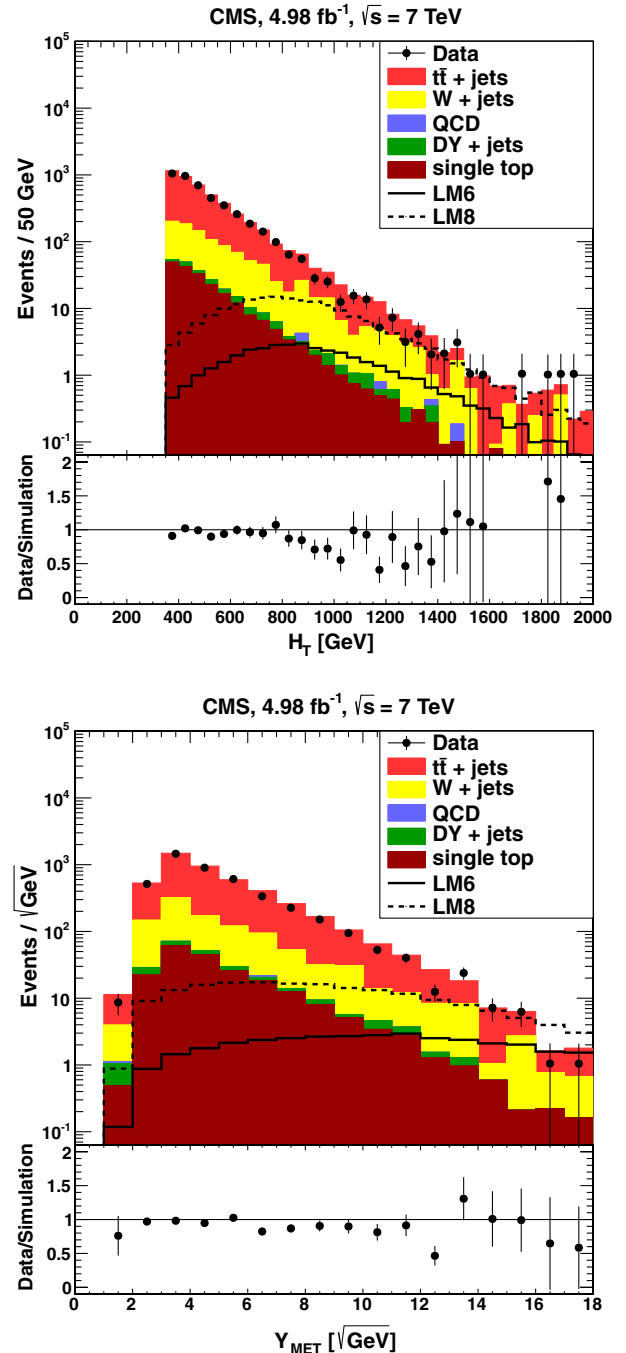 CMS, 4.98 fb⁻¹, √s = 7 TeV
Events / 50 GeV
10⁵
10⁴
10³
10²
10
1
10⁻¹
Data
tt̄ + jets
W + jets
QCD
DY + jets
single top
LM6
LM8
Data/Simulation
2
1.5
1
0.5
0
0 200 400 600 800 1000 1200 1400 1600 1800 2000
H_T [GeV]
CMS, 4.98 fb⁻¹, √s = 7 TeV
Events / √GeV
10⁵
10⁴
10³
10²
10
1
10⁻¹
Data
tt̄ + jets
W + jets
QCD
DY + jets
single top
LM6
LM8
Data/Simulation
2
1.5
1
0.5
0
0 2 4 6 8 10 12 14 16 18
Y_MET [√GeV]